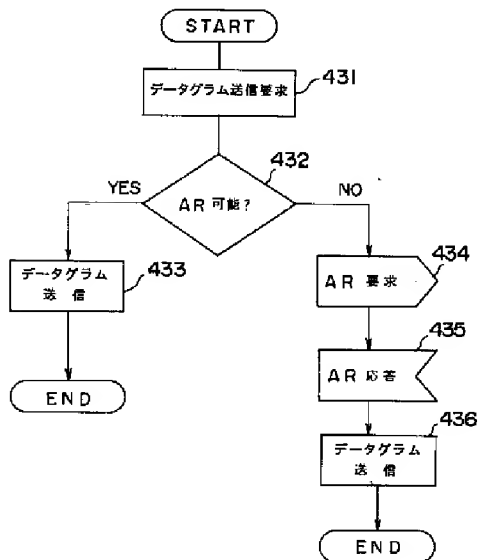 START
データグラム送信要求
431
432
YES
AR 可能?
NO
データグラム
送 信
433
434
AR 要求
435
AR 応答
END
436
データグラム
送 信
END